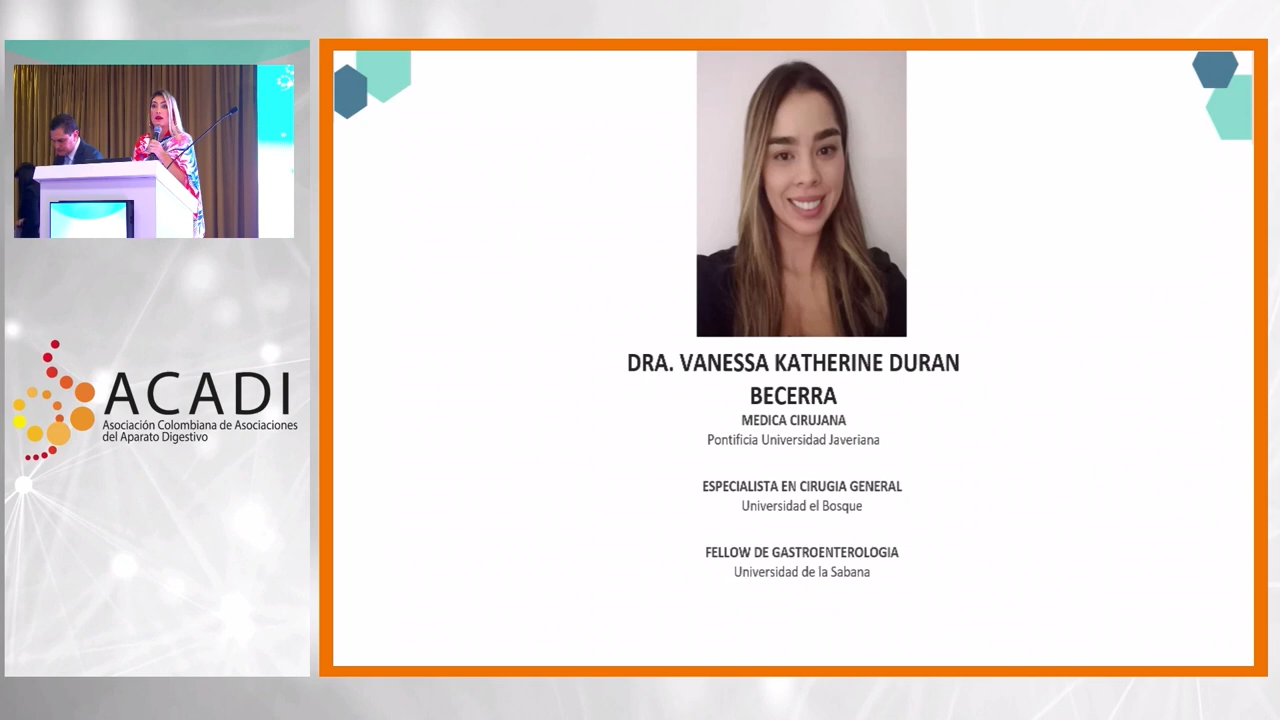 ACADI
Asociación Colombiana de Asociaciones
del Aparato Digestivo
DRA. VANESSA KATHERINE DURAN
BECERRA
MEDICA CIRUJANA
Pontificia Universidad Javeriana
ESPECIALISTA EN CIRUGIA GENERAL
Universidad el Bosque
FELLOW DE GASTROENTEROLOGIA
Universidad de la Sabana